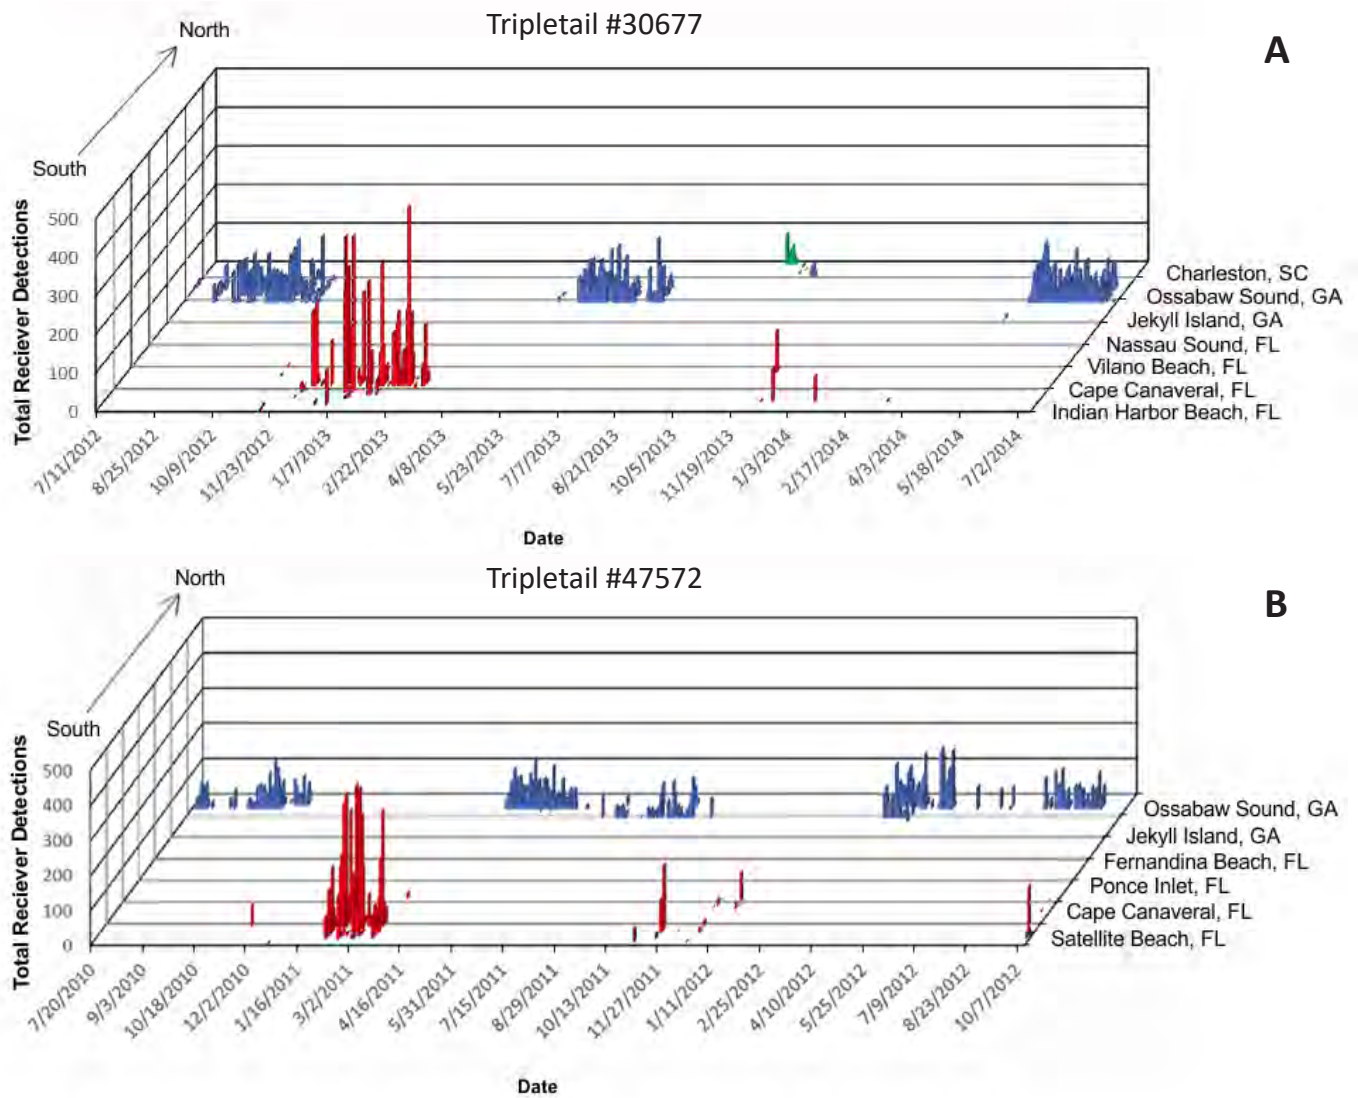 Tripletail #30677
A
North
South
Total Reciever Detections
500
400
300
200
100
0
Charleston, SC
Ossabaw Sound, GA
Jekyll Island, GA
Nassau Sound, FL
Vilano Beach, FL
Cape Canaveral, FL
Indian Harbor Beach, FL
7/11/2012
8/25/2012
10/9/2012
11/23/2012
1/7/2013
2/22/2013
4/8/2013
5/23/2013
7/7/2013
8/21/2013
10/5/2013
11/19/2013
1/3/2014
2/17/2014
4/3/2014
5/18/2014
7/2/2014
Date
Tripletail #47572
B
North
South
Total Reciever Detections
500
400
300
200
100
0
Ossabaw Sound, GA
Jekyll Island, GA
Fernandina Beach, FL
Ponce Inlet, FL
Cape Canaveral, FL
Satellite Beach, FL
7/20/2010
9/3/2010
10/18/2010
12/2/2010
1/16/2011
3/2/2011
4/16/2011
5/31/2011
7/15/2011
8/29/2011
10/13/2011
11/27/2011
1/11/2012
2/25/2012
4/10/2012
5/25/2012
7/9/2012
8/23/2012
10/7/2012
Date